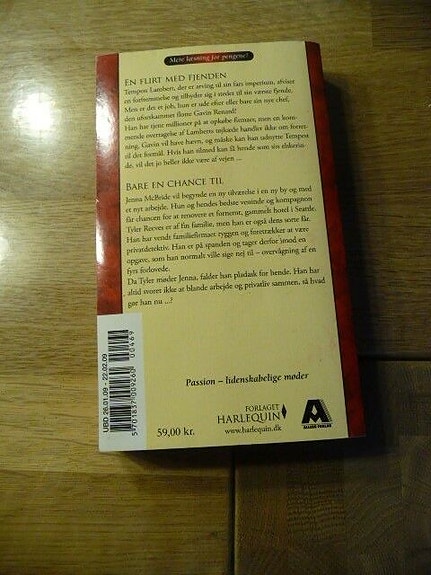 Mere læsning for pengene!
EN FLIRT MED FJENDEN
Tempest Lambert, der er arving til sin fars imperium, afviser
en forlystelse og tilbyder sig i stedet til sin værste fjende,
Men er det et job, hun er ude efter eller bare sin nye chef,
den uforskammet flotte Gavin Renard?
Han har tjent millioner på at opkøbe firmaer, men en kom-
mende overtagelse af Lamberts tøjkæde handler ikke om forret-
ning. Gavin vil have hævn, og måske kan han udnytte Tempest
til det formål. Hvis han tilmed kan få hende som sin elskerin-
de, vil det jo heller ikke være af vejen ...
BARE EN CHANCE TIL
Jenna McBride vil begynde en ny tilværelse i en ny by og med
et nyt arbejde. Hun og hendes bedste veninde og kompagnon
får chancen for at renovere et fornemt, gammelt hotel i Seattle.
Tyler Reeves er af fin familie, men han er også dens sorte får.
Han har vendt familiefirmaet ryggen og foretrækker at være
privatdetektiv. Han er på spanden og tager derfor imod en
opgave, som han normalt ville sige nej til – overvågning af en
fyrs forlovede.
Da Tyler møder Jenna, falder han pladask for hende. Han har
altid svoret ikke at blande arbejde og privatliv sammen, så hvad
gør han nu ...?
UBD 26.01.09 - 22.02.09
5701837009260
00469
Passion – lidenskabelige møder
59,00 kr.
FORLAGET
HARLEQUIN
www.harlequin.dk
A